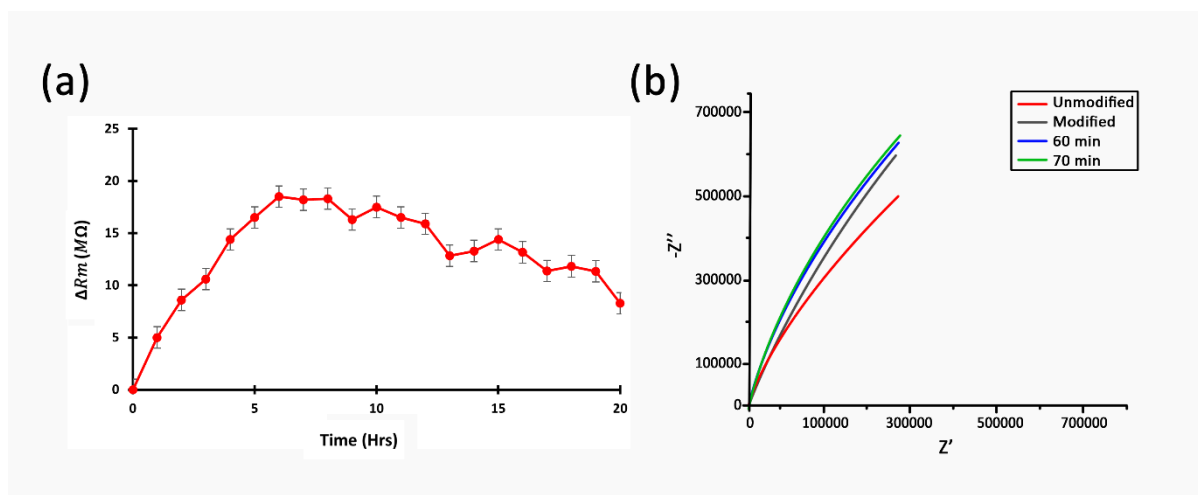 (a)
25
20
15
10
5
0
ΔRm (MΩ)
0 5 10 15 20
Time (Hrs)
(b)
Unmodified
Modified
60 min
70 min
700000
500000
300000
100000
0
-Z''
0 100000 300000 500000 700000
Z'